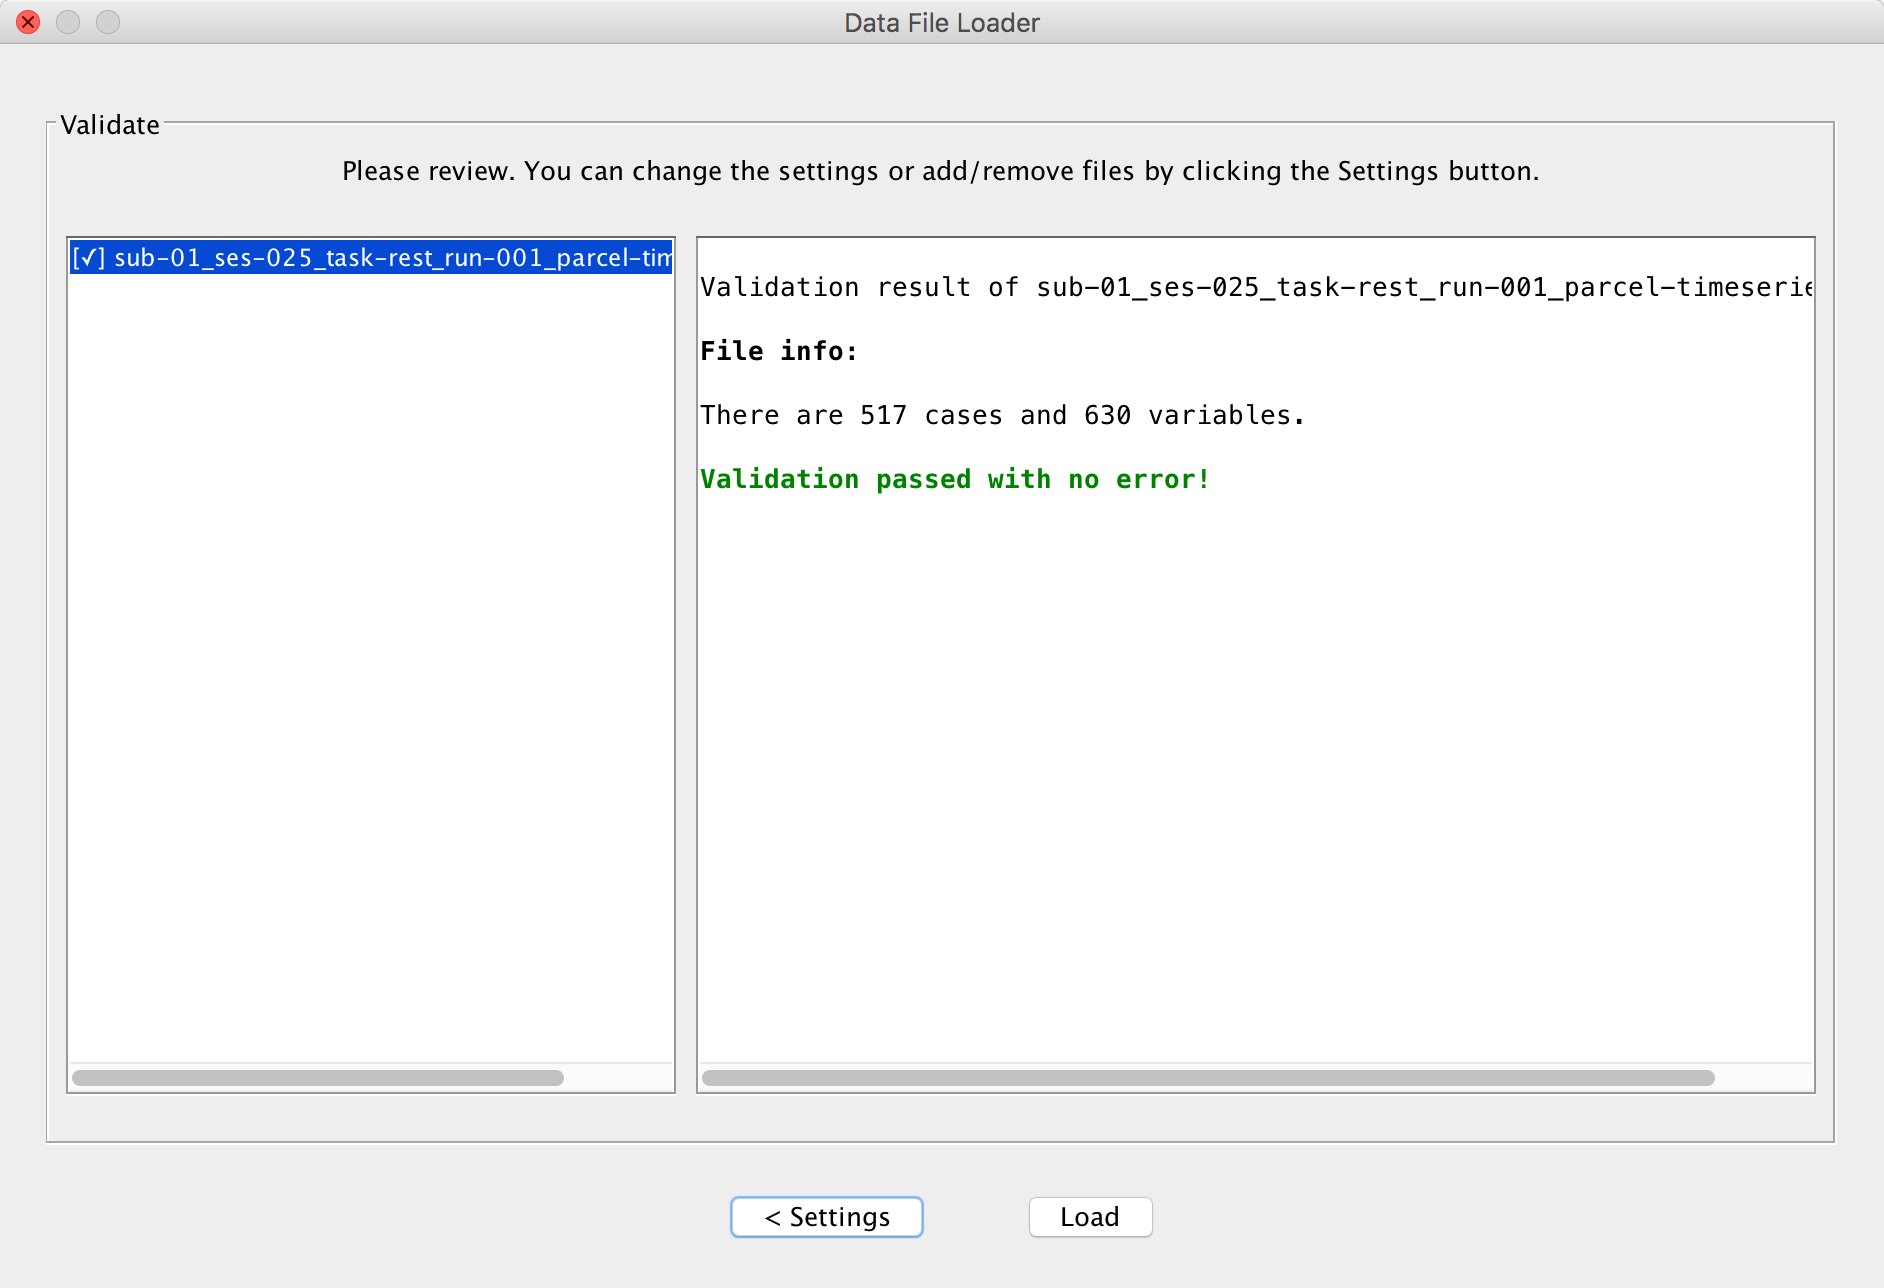 Data File Loader
Validate
Please review. You can change the settings or add/remove files by clicking the Settings button.
[✓] sub-01_ses-025_task-rest_run-001_parcel-tim
Validation result of sub-01_ses-025_task-rest_run-001_parcel-timeserie
File info:
There are 517 cases and 630 variables.
Validation passed with no error!
< Settings
Load